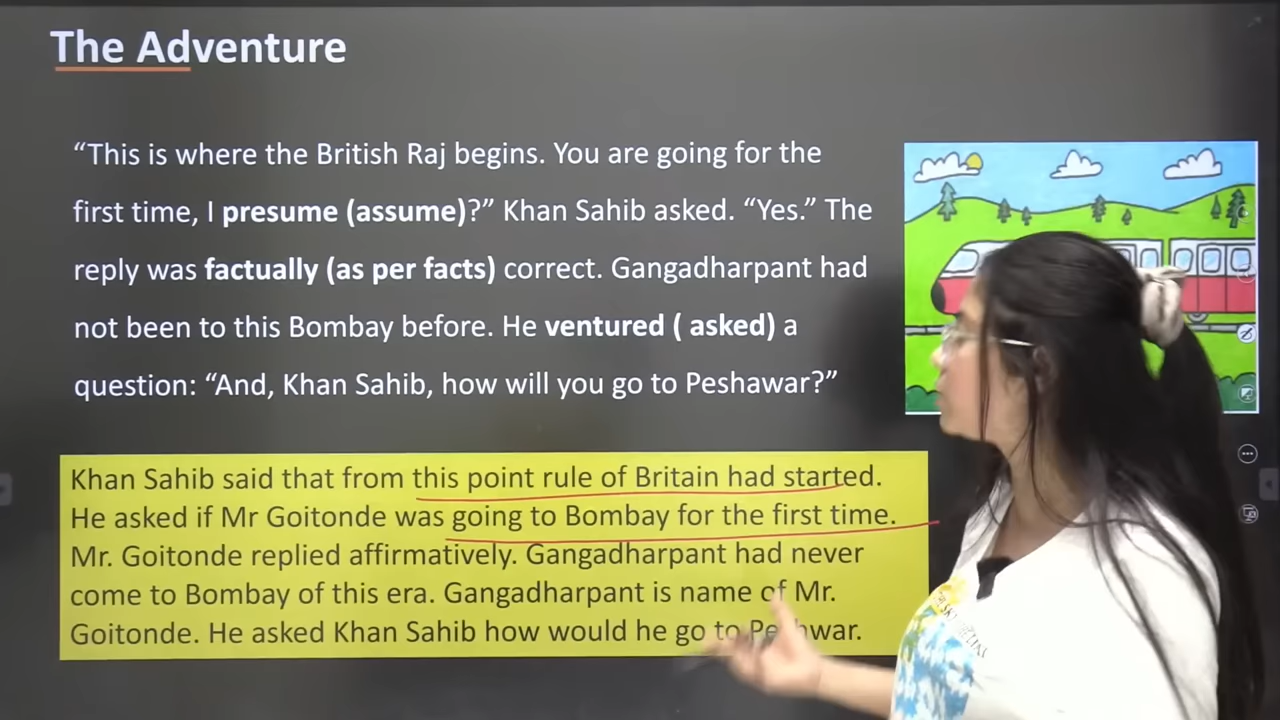 The Adventure
“This is where the British Raj begins. You are going for the
first time, I presume (assume)?” Khan Sahib asked. “Yes.” The
reply was factually (as per facts) correct. Gangadharpant had
not been to this Bombay before. He ventured ( asked) a
question: “And, Khan Sahib, how will you go to Peshawar?”
Khan Sahib said that from this point rule of Britain had started.
He asked if Mr Goitonde was going to Bombay for the first time.
Mr. Goitonde replied affirmatively. Gangadharpant had never
come to Bombay of this era. Gangadharpant is name of Mr.
Goitonde. He asked Khan Sahib how would he go to